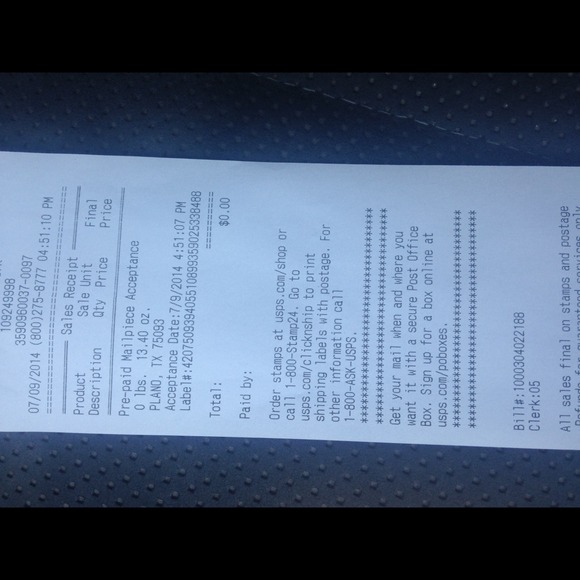 109249998
3590960037-0097
07/09/2014 (800)275-8777 04:51:10 PM
Sales Receipt
Product Sale Unit Final
Description Qty Price Price
Pre-paid Mailpiece Acceptance
0 lbs. 13.40 oz.
PLANO, TX 75093
Acceptance Date:7/9/2014 4:51:07 PM
Label#:420750939405510899359025338488
Total: $0.00
Paid by:
Order stamps at usps.com/shop or
call 1-800-Stamp24. Go to
usps.com/clicknship to print
shipping labels with postage. For
other information call
1-800-ASK-USPS.
Get your mail when and where you
want it with a secure Post Office
Box. Sign up for a box online at
usps.com/poboxes.
Bill#:1000304022188
Clerk:05
All sales final on stamps and postage